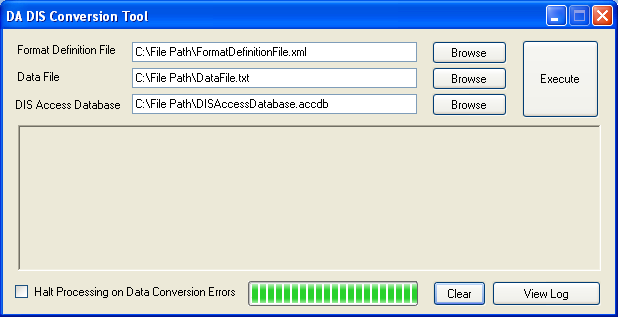 DA DIS Conversion Tool
Format Definition File C:\File Path\FormatDefinitionFile.xml Browse
Execute
Data File C:\File Path\DataFile.txt Browse
DIS Access Database C:\File Path\DISAccessDatabase.accdb Browse
Halt Processing on Data Conversion Errors Clear View Log